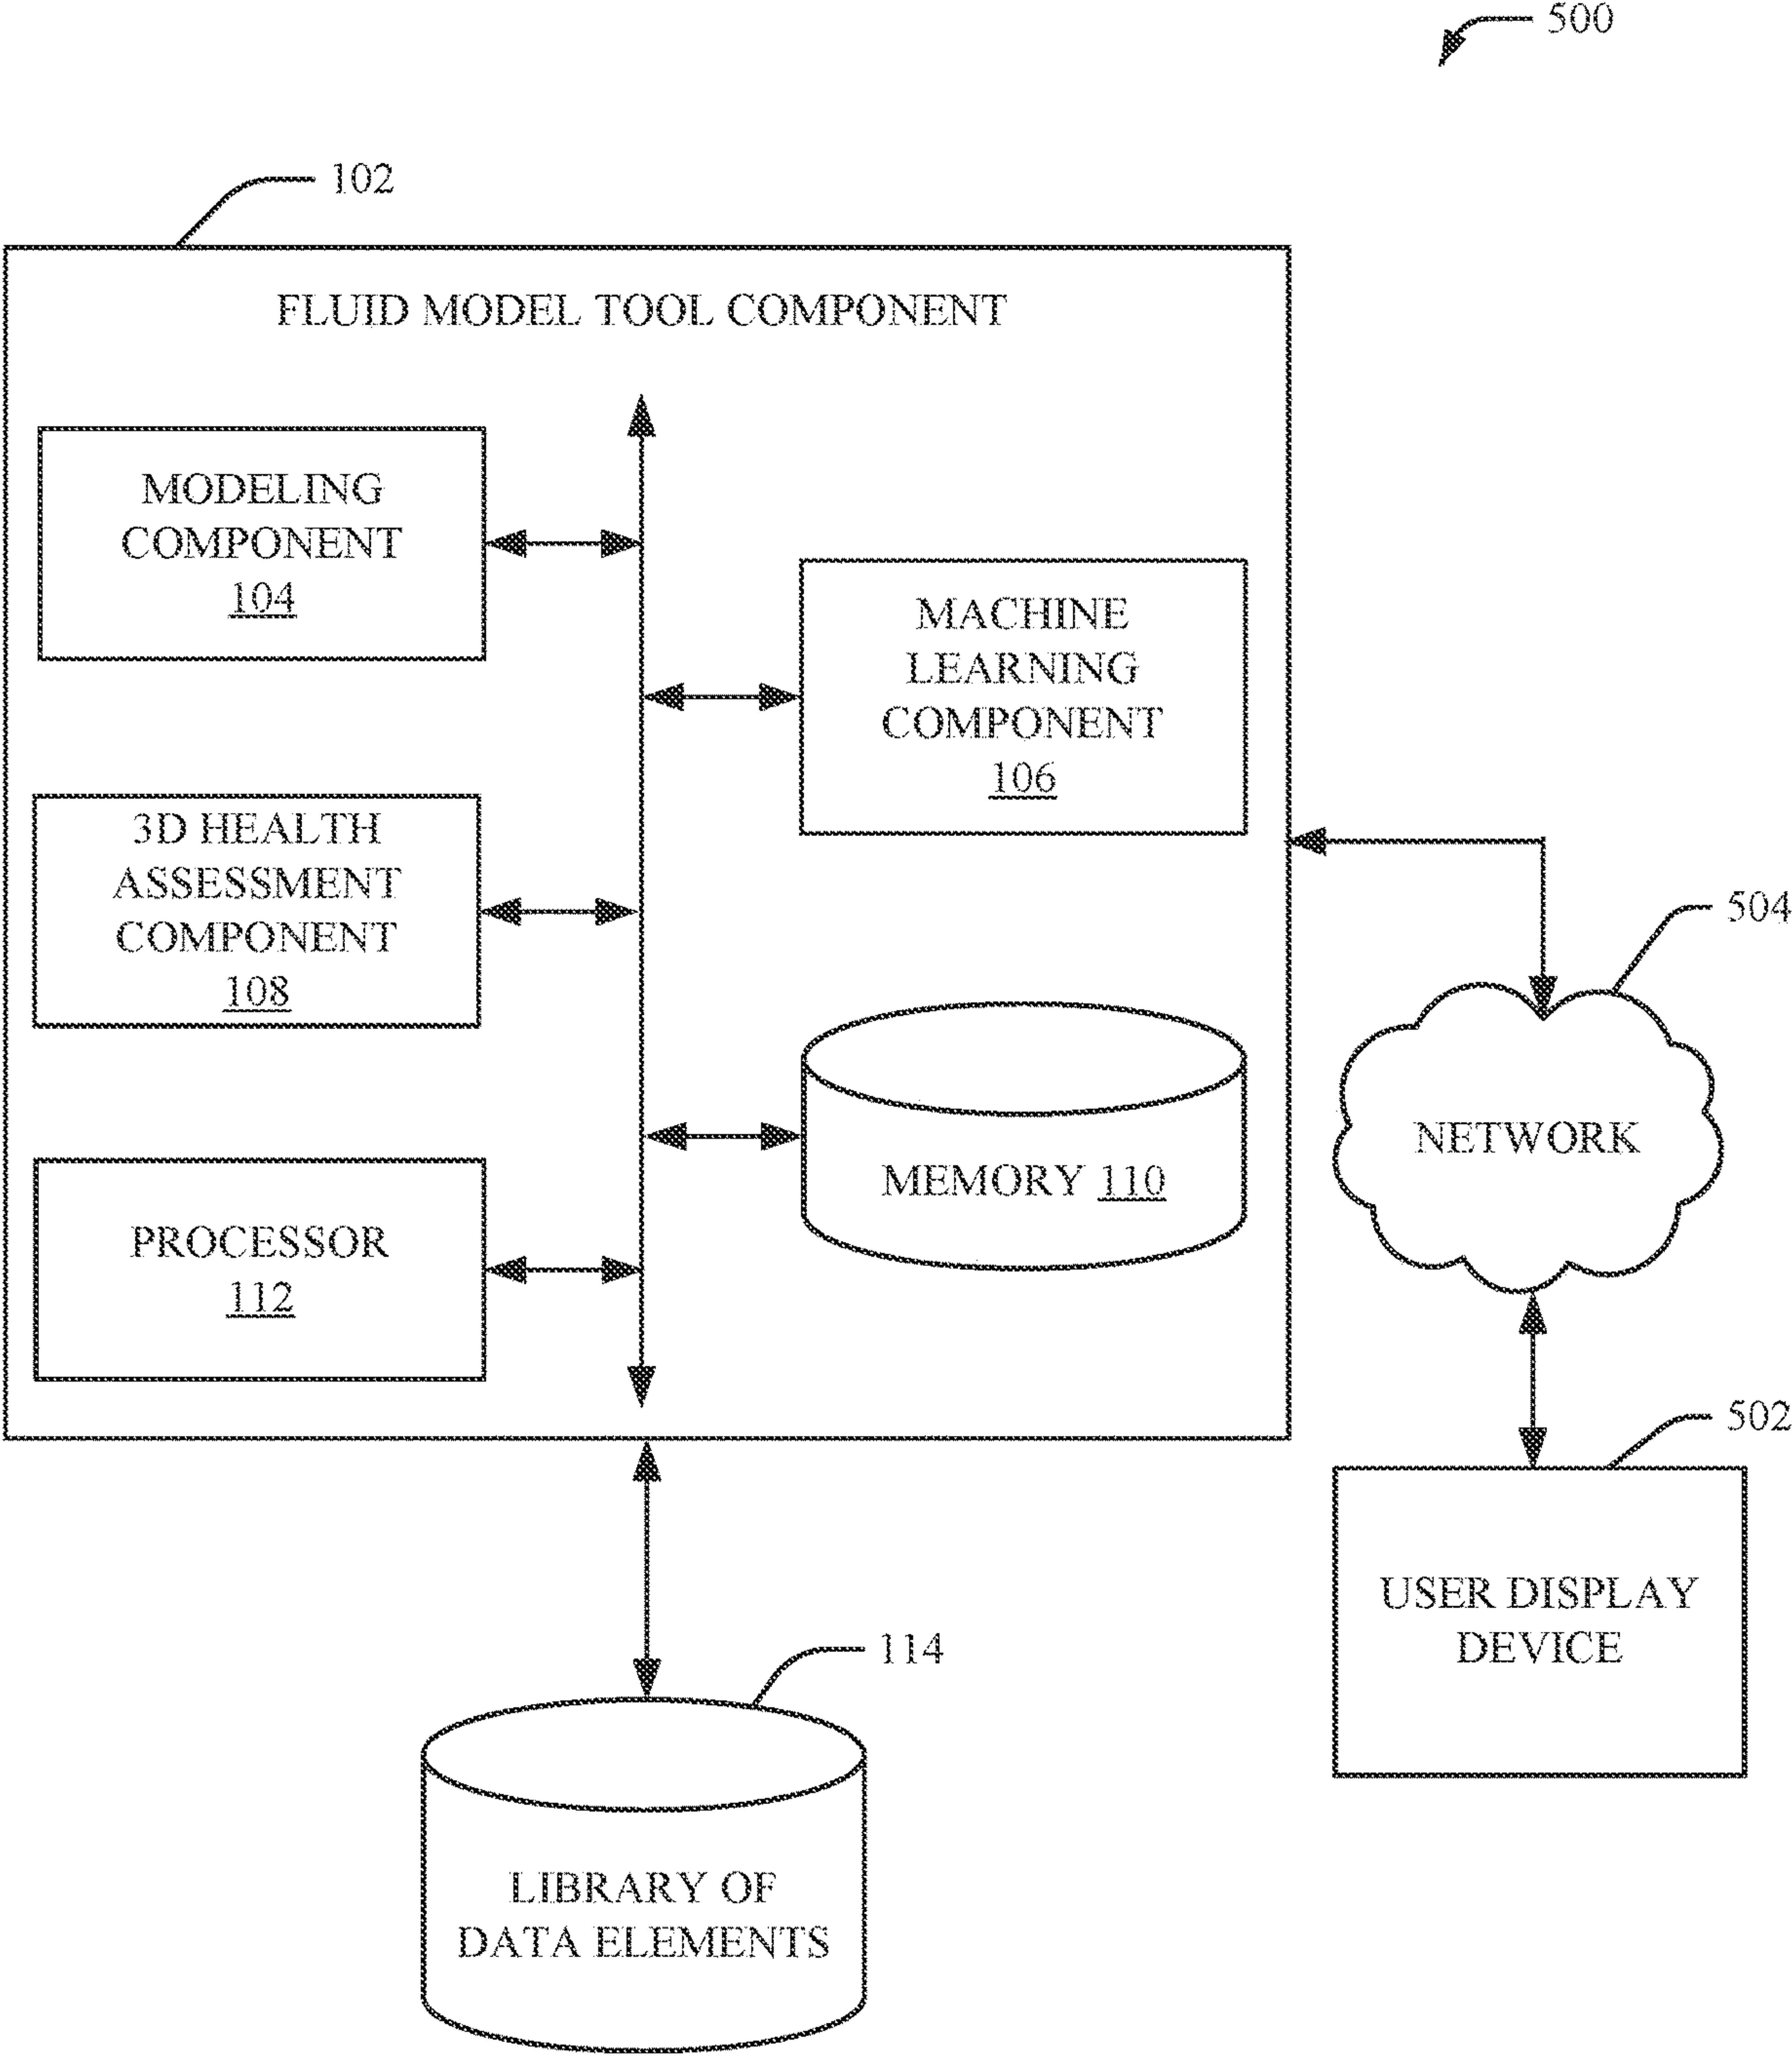 500
102
FLUID MODEL TOOL COMPONENT
MODELING
COMPONENT
104
MACHINE
LEARNING
COMPONENT
106
3D HEALTH
ASSESSMENT
COMPONENT
108
504
NETWORK
MEMORY 110
PROCESSOR
112
502
USER DISPLAY
DEVICE
114
LIBRARY OF
DATA ELEMENTS